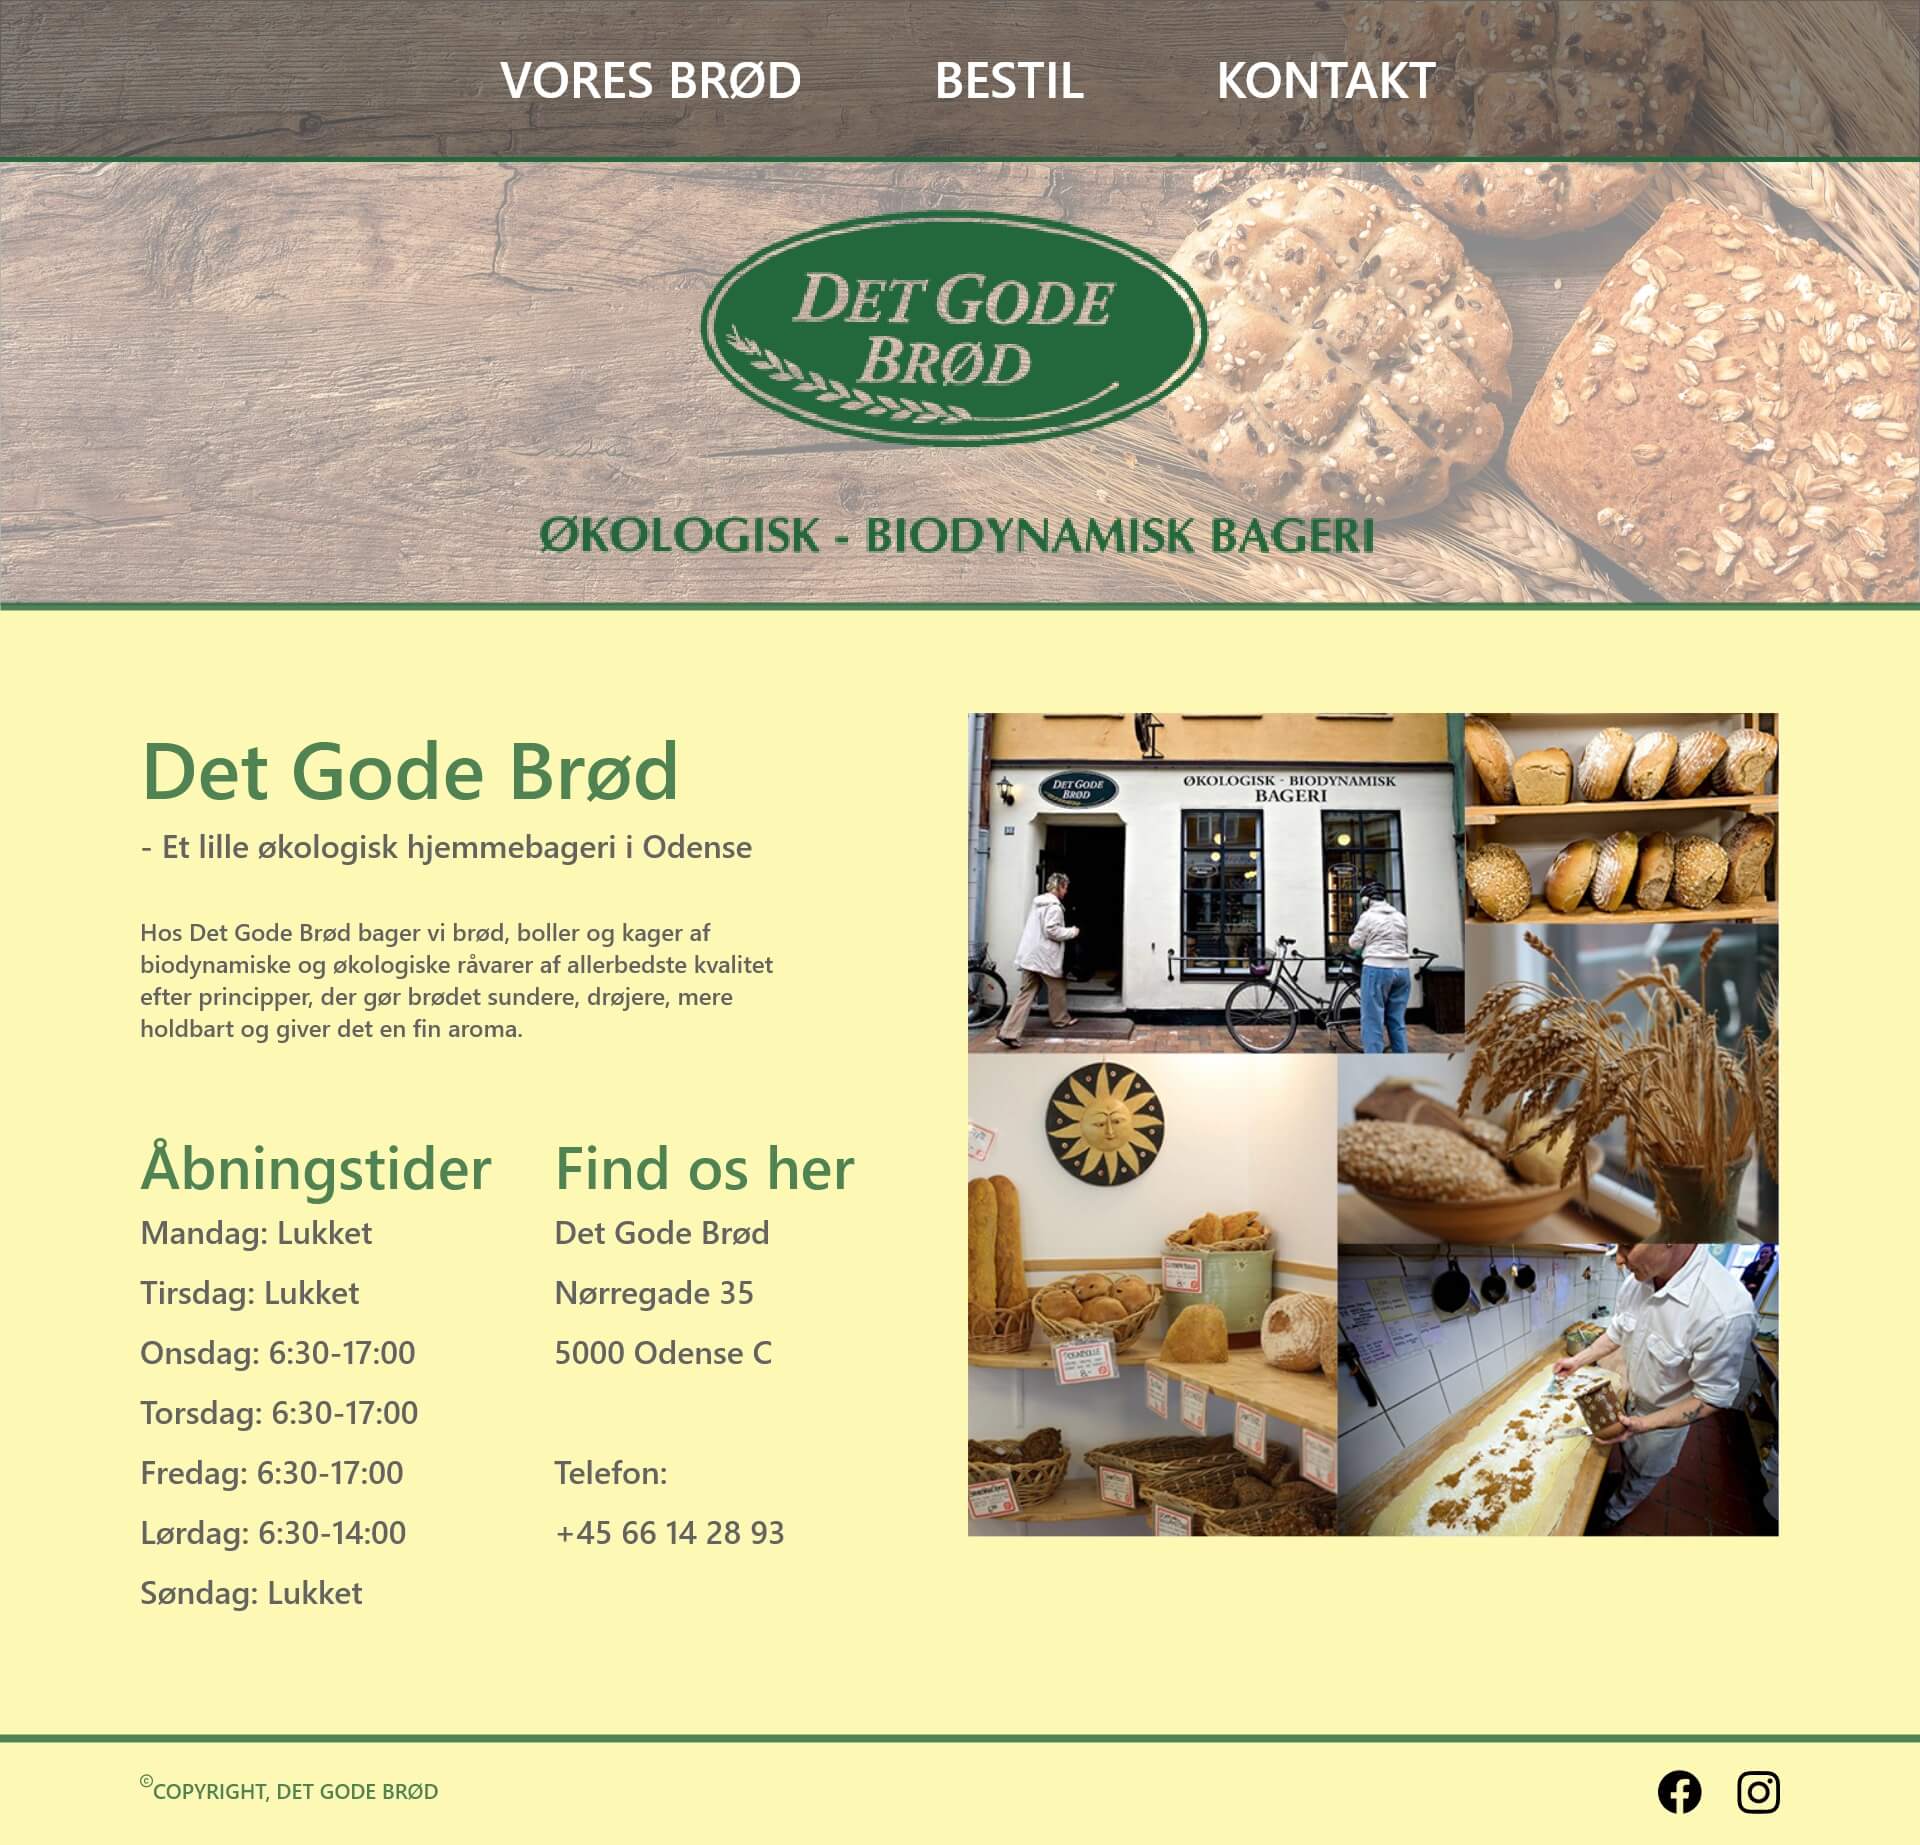 VORES BRØD
BESTIL
KONTAKT
DET GODE
BRØD
ØKOLOGISK - BIODYNAMISK BAGERI
Det Gode Brød
- Et lille økologisk hjemmebageri i Odense
Hos Det Gode Brød bager vi brød, boller og kager af
biodynamiske og økologiske råvarer af allerbedste kvalitet
efter principper, der gør brødet sundere, drøjere, mere
holdbart og giver det en fin aroma.
DET GODE
BRØD
ØKOLOGISK - BIODYNAMISK
BAGERI
Åbningstider
Mandag: Lukket
Tirsdag: Lukket
Onsdag: 6:30-17:00
Torsdag: 6:30-17:00
Fredag: 6:30-17:00
Lørdag: 6:30-14:00
Søndag: Lukket
Find os her
Det Gode Brød
Nørregade 35
5000 Odense C
Telefon:
+45 66 14 28 93
©COPYRIGHT, DET GODE BRØD